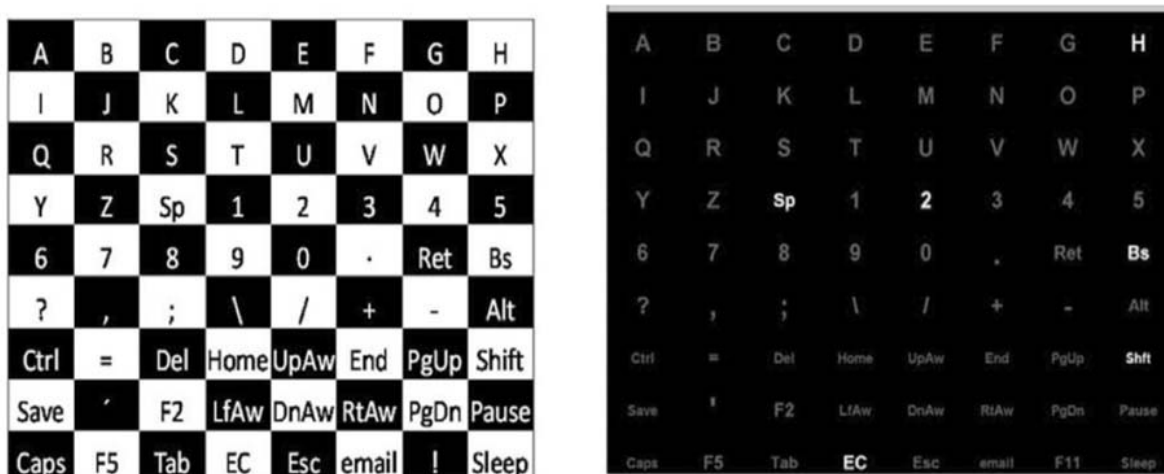 A B C D E F G H
I J K L M N O P
Q R S T U V W X
Y Z Sp 1 2 3 4 5
6 7 8 9 0 . Ret Bs
? , ; \ / + - Alt
Ctrl = Del Home UpAw End PgUp Shift
Save ´ F2 LfAw DnAw RtAw PgDn Pause
Caps F5 Tab EC Esc email ! Sleep
A B C D E F G H
I J K L M N O P
Q R S T U V W X
Y Z Sp 1 2 3 4 5
6 7 8 9 0 . Ret Bs
? , ; \ / + - Alt
Ctrl = Del Home UpAw End PgUp Shft
Save ' F2 LfAw DnAw RtAw PgDn Pause
Caps F5 Tab EC Esc email F11 Sleep